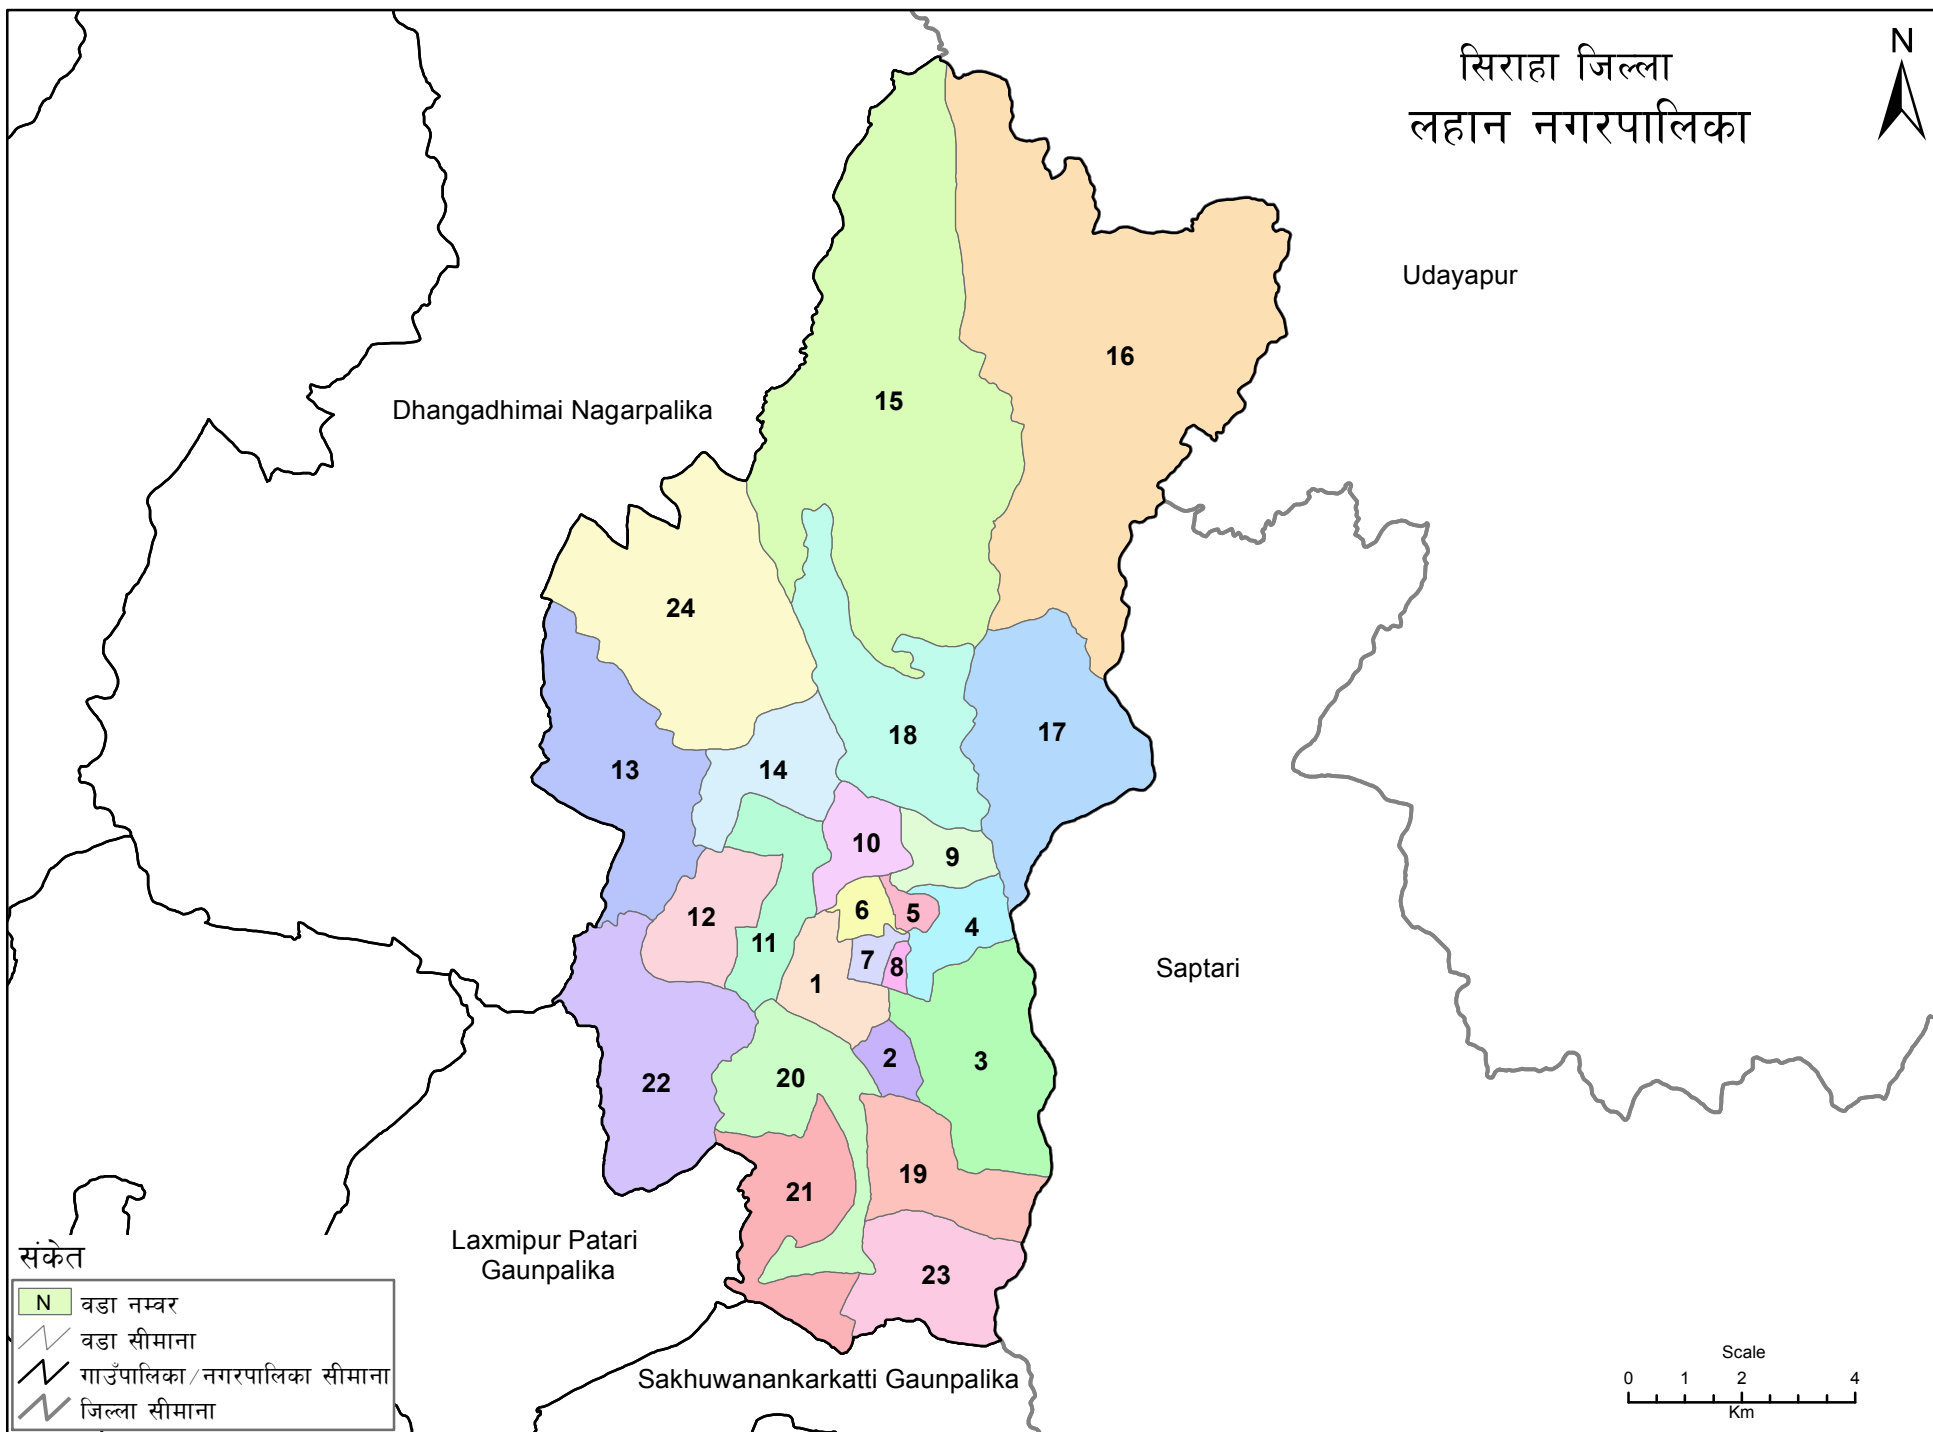 सिराहा जिल्ला
लहान नगरपालिका
N
Udayapur
16
15
Dhangadhimai Nagarpalika
24
17
18
13
14
10
9
6
5
12
4
11
7
8
Saptari
1
2
3
20
22
19
21
Laxmipur Patari
Gaunpalika
23
संकेत
N वडा नम्वर
वडा सीमाना
गाउँपालिका/नगरपालिका सीमाना
जिल्ला सीमाना
Sakhuwanankarkatti Gaunpalika
Scale
0 1 2 4
Km